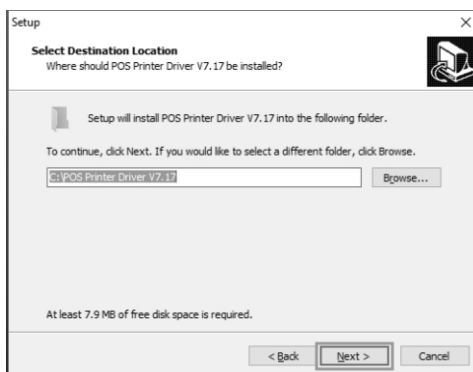 Setup
Select Destination Location
Where should POS Printer Driver V7.17 be installed?
Setup will install POS Printer Driver V7.17 into the following folder.
To continue, click Next. If you would like to select a different folder, click Browse.
C:\POS Printer Driver V7.17
Browse...
At least 7.9 MB of free disk space is required.
< Back
Next >
Cancel